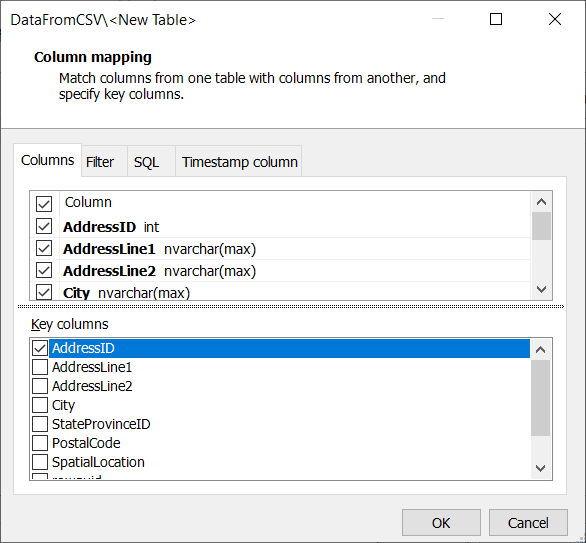 DataFromCSV\<New Table>
Column mapping
Match columns from one table with columns from another, and
specify key columns.
Columns Filter SQL Timestamp column
Column
AddressID int
AddressLine1 nvarchar(max)
AddressLine2 nvarchar(max)
City nvarchar(max)
Key columns
AddressID
AddressLine1
AddressLine2
City
StateProvinceID
PostalCode
SpatialLocation
OK Cancel